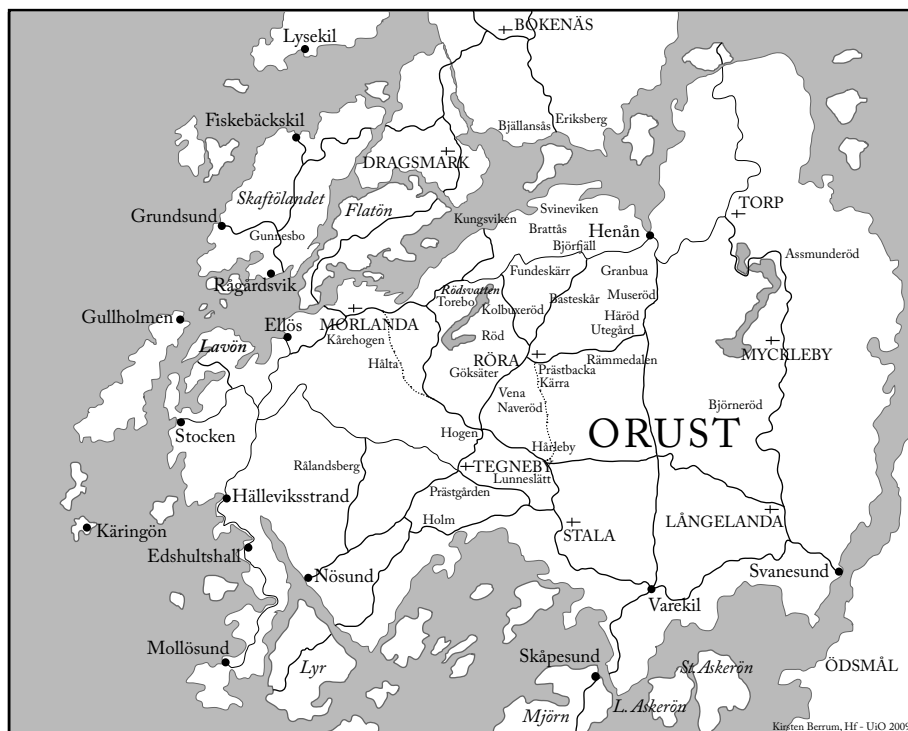 BOKENÄS
Lysekil
Eriksberg
Bjällansås
Fiskebäckskil
DRAGSMARK
Skaftölandet
Flatön
Grundsund
Gunnesbo
Kungsviken
Svineviken
Brattås
Björfjäll
Henån
TORP
Assmunderöd
Rågårdsvik
Fundeskärr
Granbua
Rödsvatten
Torebo
Kolbuxeröd
Basteskår
Museröd
Gullholmen
Ellös
MORLANDA
Kårehogen
Häröd
Utegård
Röd
Lavön
MYCKLEBY
Hålta
RÖRA
Göksäter
Prästbacka
Kärra
Rämmedalen
Vena
Naveröd
Björneröd
Stocken
Hogen
ORUST
Hårleby
Rålandsberg
TEGNEBY
Lunneslätt
Prästgården
Hälleviksstrand
Holm
Käringön
STALA
LÅNGELANDA
Edshultshall
Nösund
Svanesund
Varekil
Mollösund
Lyr
Skåpesund
St. Askerön
ÖDSMÅL
L. Askerön
Mjörn
Kirsten Berrum, Hf - UiO 2009